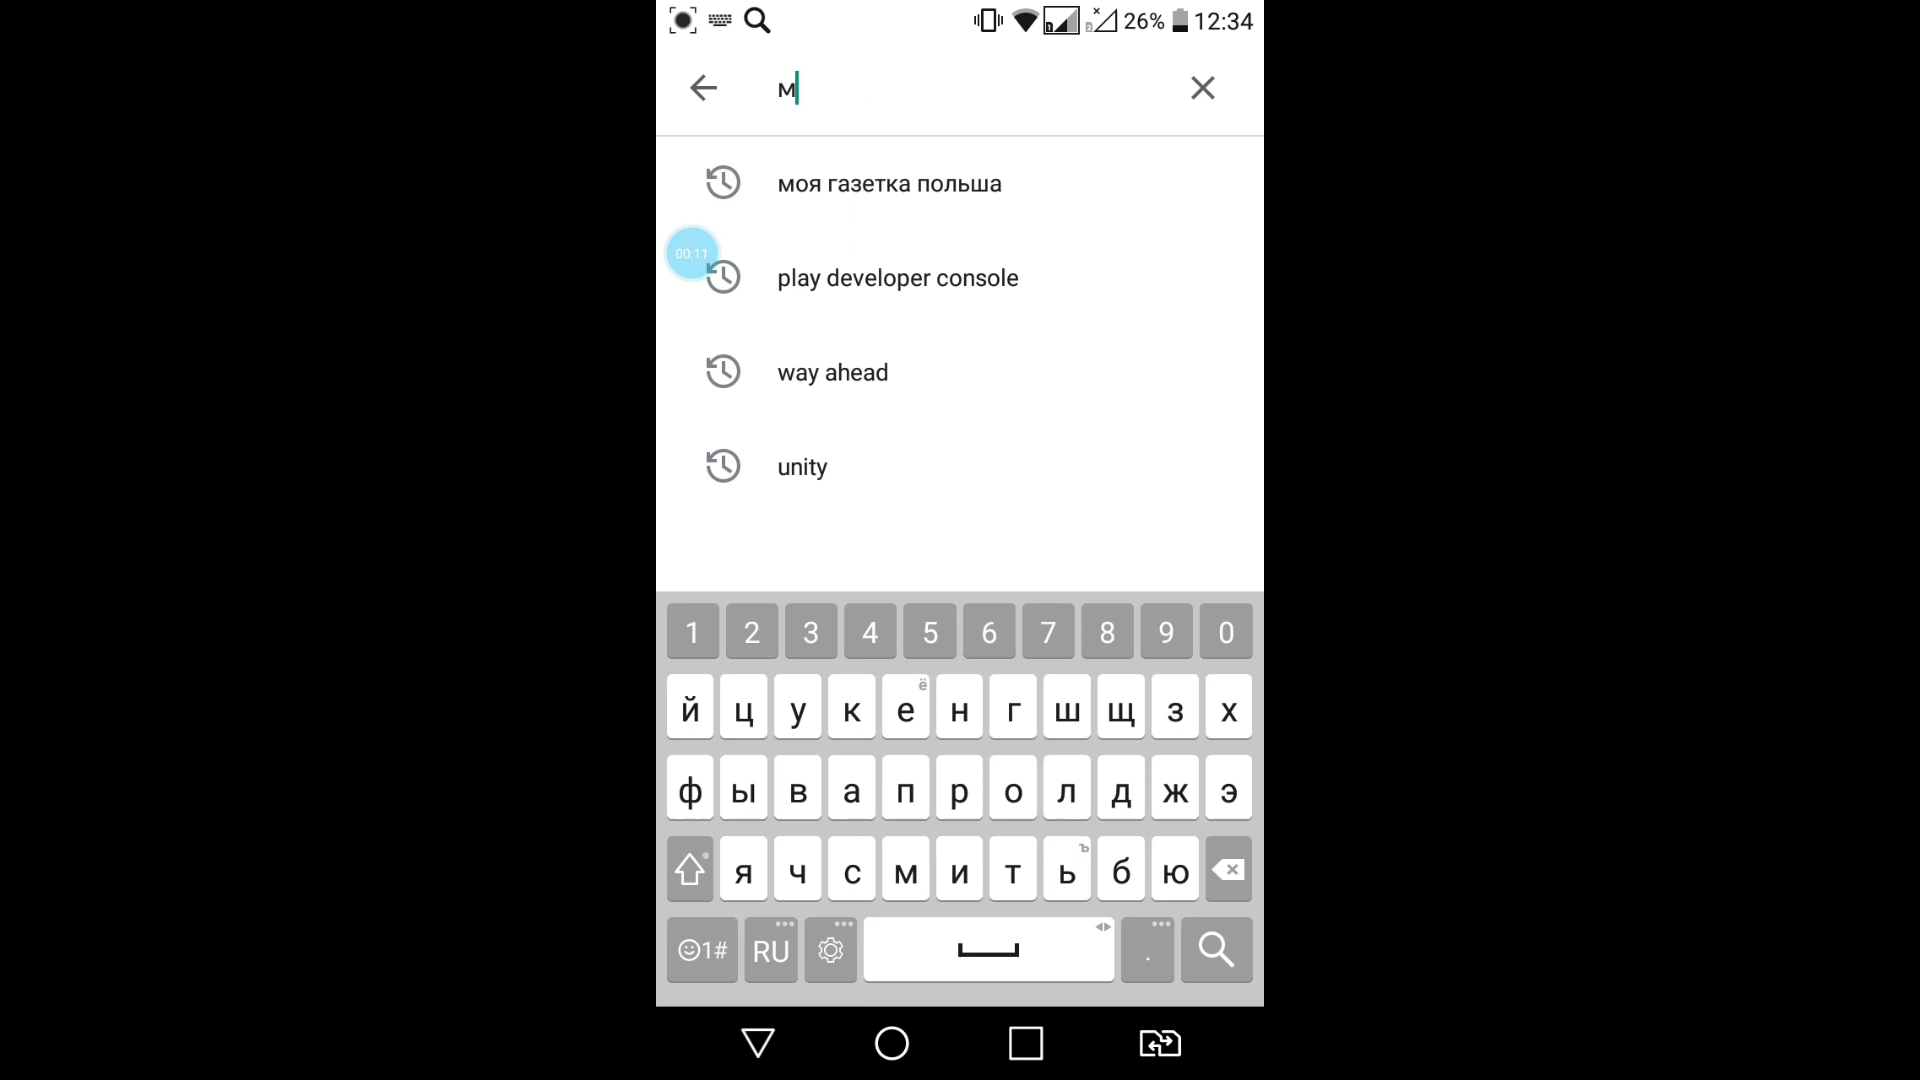 26% 12:34
м
моя газетка польша
00:11
play developer console
way ahead
unity
1 2 3 4 5 6 7 8 9 0
й ц у к е ё н г ш щ з х
ф ы в а п р о л д ж э
я ч с м и т ь ъ б ю
1# RU .